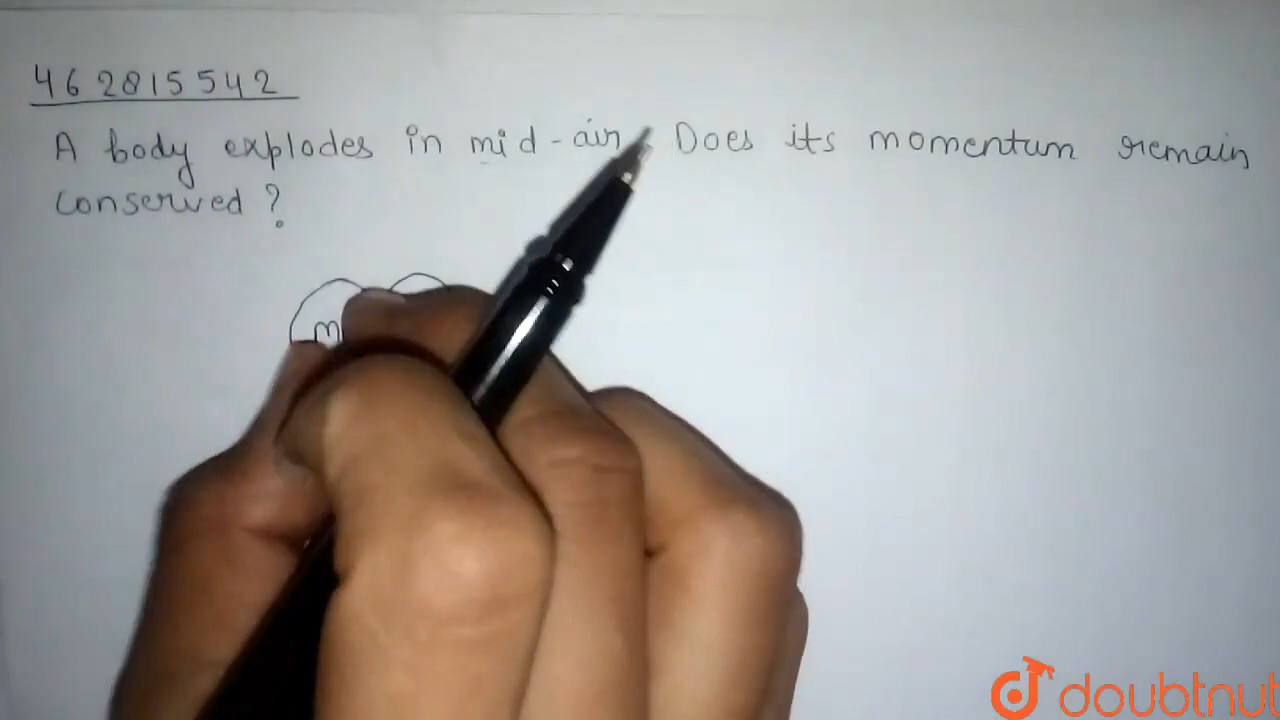 462815542
A body explodes in mid-air. Does its momentum remain
conserved?
m
doubtnut